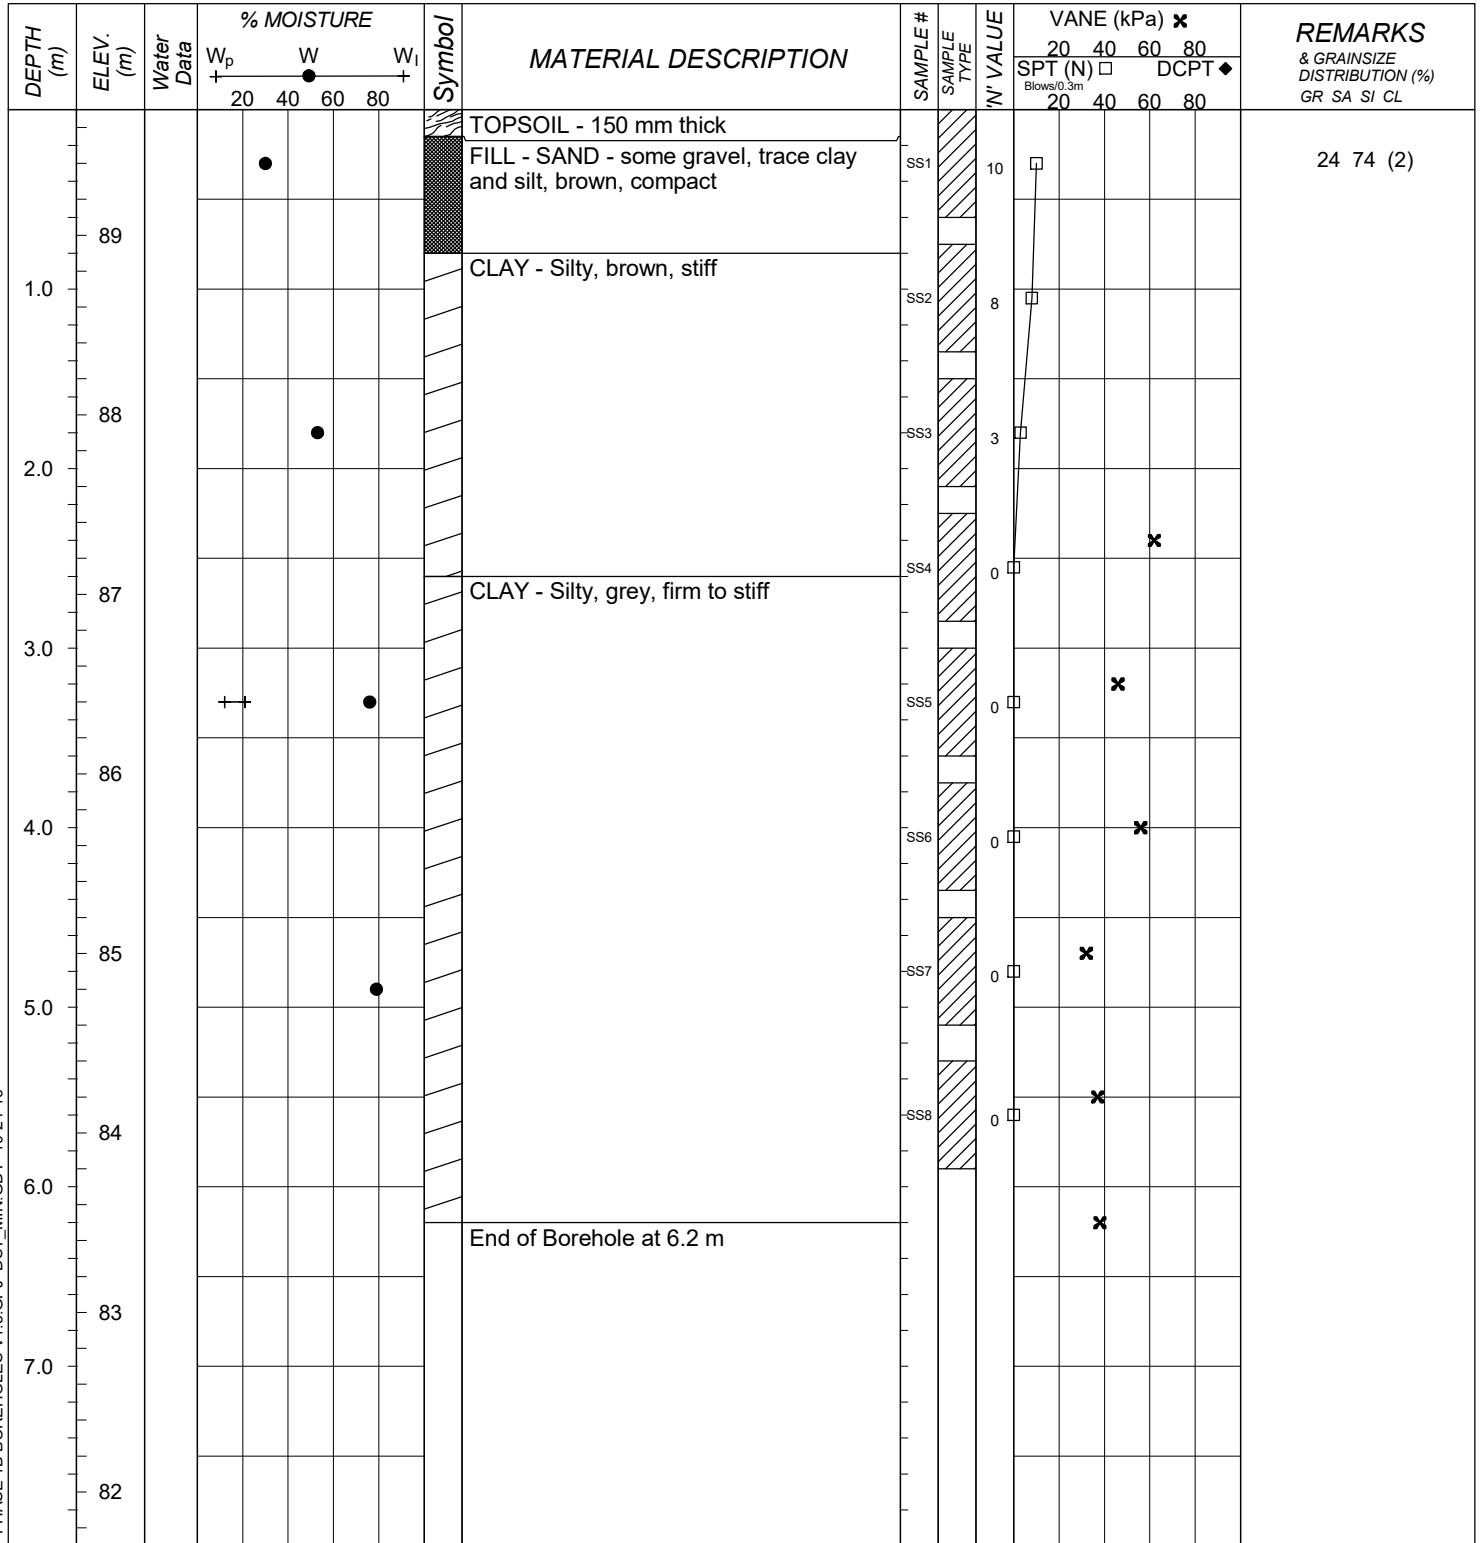 DEPTH (m)
ELEV. (m)
Water Data
% MOISTURE
Wp W Wl
20 40 60 80
Symbol
MATERIAL DESCRIPTION
SAMPLE #
SAMPLE TYPE
'N' VALUE
VANE (kPa)
20 40 60 80
SPT (N) DCPT
Blows/0.3m
20 40 60 80
REMARKS
& GRAINSIZE
DISTRIBUTION (%)
GR SA SI CL
TOPSOIL - 150 mm thick
FILL - SAND - some gravel, trace clay
and silt, brown, compact
SS1 10 24 74 (2)
89
CLAY - Silty, brown, stiff
1.0 SS2 8
88
SS3 3
2.0
SS4 0
CLAY - Silty, grey, firm to stiff
87
3.0
SS5 0
86
4.0 SS6 0
85
SS7 0
5.0
SS8 0
84
6.0
End of Borehole at 6.2 m
83
7.0
82